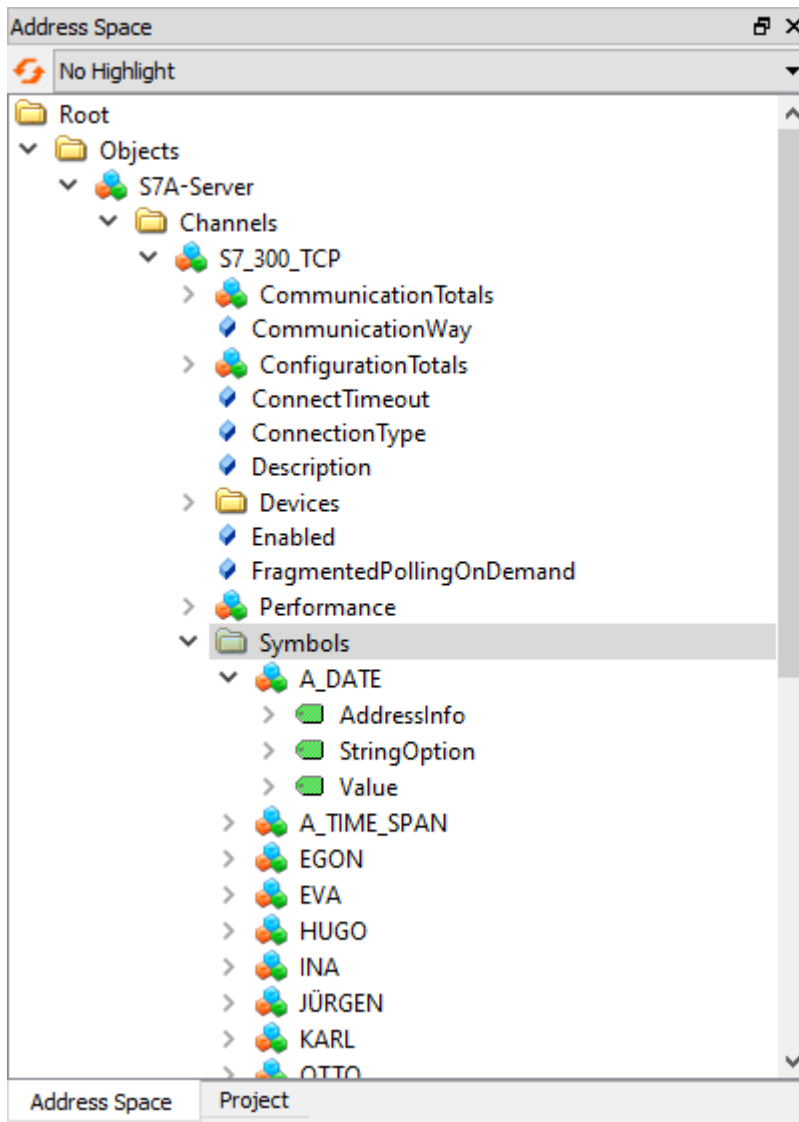 Address Space
No Highlight
Root
Objects
S7A-Server
Channels
S7_300_TCP
CommunicationTotals
CommunicationWay
ConfigurationTotals
ConnectTimeout
ConnectionType
Description
Devices
Enabled
FragmentedPollingOnDemand
Performance
Symbols
A_DATE
AddressInfo
StringOption
Value
A_TIME_SPAN
EGON
EVA
HUGO
INA
JÜRGEN
KARL
OTTO
Address Space Project